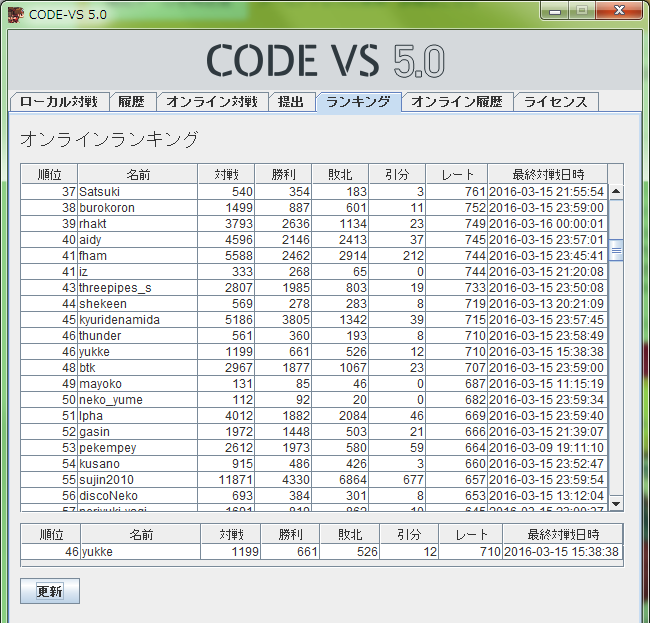 CODE-VS 5.0
CODE VS 5.0
ローカル対戦 履歴 オンライン対戦 提出 ランキング オンライン履歴 ライセンス
オンラインランキング
順位 名前 対戦 勝利 敗北 引分 レート 最終対戦日時
37 Satsuki 540 354 183 3 761 2016-03-15 21:55:54
38 burokoron 1499 887 601 11 752 2016-03-15 23:59:00
39 rhakt 3793 2636 1134 23 749 2016-03-16 00:00:01
40 aidy 4596 2146 2413 37 745 2016-03-15 23:57:01
41 fham 5588 2462 2914 212 744 2016-03-15 23:45:41
41 iz 333 268 65 0 744 2016-03-15 21:20:08
43 threepipes_s 2807 1985 803 19 733 2016-03-15 23:50:08
44 shekeen 569 278 283 8 719 2016-03-13 20:21:09
45 kyuridenamida 5186 3805 1342 39 715 2016-03-15 23:57:45
46 thunder 561 360 193 8 710 2016-03-15 23:58:49
46 yukke 1199 661 526 12 710 2016-03-15 15:38:38
48 btk 2967 1877 1067 23 707 2016-03-15 23:59:00
49 mayoko 131 85 46 0 687 2016-03-15 11:15:19
50 neko_yume 112 92 20 0 682 2016-03-15 23:59:34
51 lpha 4012 1882 2084 46 669 2016-03-15 23:59:40
52 gasin 1972 1448 503 21 666 2016-03-15 21:39:07
53 pekempey 2612 1973 580 59 664 2016-03-09 19:11:10
54 kusano 915 486 426 3 660 2016-03-15 23:52:47
55 sujin2010 11871 4330 6864 677 657 2016-03-15 23:59:54
56 discoNeko 693 384 301 8 653 2016-03-15 13:12:04
順位 名前 対戦 勝利 敗北 引分 レート 最終対戦日時
46 yukke 1199 661 526 12 710 2016-03-15 15:38:38
更新